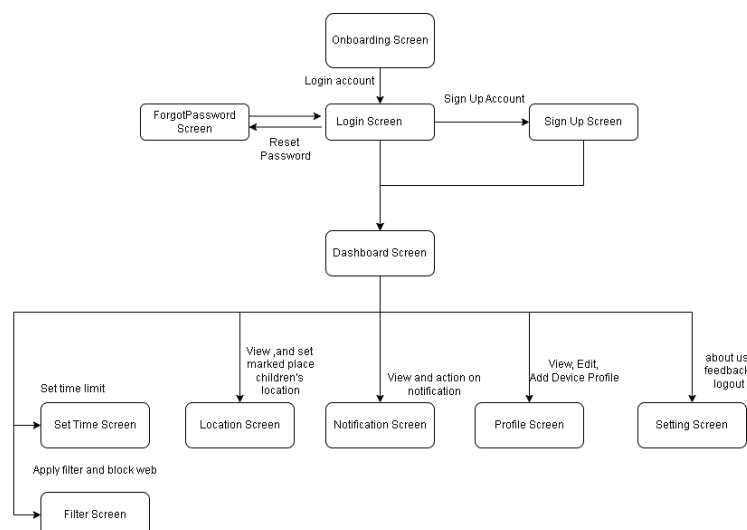 Onboarding Screen
Login account
Sign Up Account
ForgotPassword
Screen
Login Screen
Sign Up Screen
Reset
Password
Dashboard Screen
View ,and set
marked place
children's
location
View and action on
notification
View, Edit,
Add Device Profile
about us
feedback
logout
Set time limit
Set Time Screen
Location Screen
Notification Screen
Profile Screen
Setting Screen
Apply filter and block web
Filter Screen